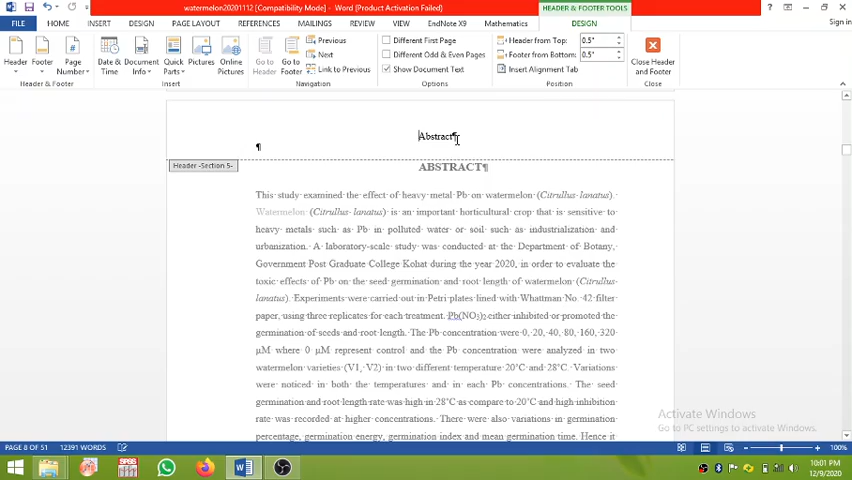 watermelon20201112 [Compatibility Mode] - Word (Product Activation Failed)
HEADER & FOOTER TOOLS
FILE
HOME
INSERT
DESIGN
PAGE LAYOUT
REFERENCES
MAILINGS
REVIEW
VIEW
EndNote X9
Mathematics
DESIGN
Sign in
Header
Footer
Page Number
Header & Footer
Date & Time
Document Info
Quick Parts
Pictures
Online Pictures
Insert
Go to Header
Go to Footer
Previous
Next
Link to Previous
Navigation
Different First Page
Different Odd & Even Pages
Show Document Text
Options
Header from Top: 0.5"
Footer from Bottom: 0.5"
Insert Alignment Tab
Position
Close Header and Footer
Close
Abstract¶
¶
Header -Section 5-
ABSTRACT¶
This study examined the effect of heavy metal Pb on watermelon (Citrullus lanatus).
Watermelon (Citrullus lanatus) is an important horticultural crop that is sensitive to
heavy metals such as Pb in polluted water or soil such as industrialization and
urbanization. A laboratory-scale study was conducted at the Department of Botany,
Government Post Graduate College Kohat during the year 2020, in order to evaluate the
toxic effects of Pb on the seed germination and root length of watermelon (Citrullus
lanatus). Experiments were carried out in Petri plates lined with Whattman No. 42 filter
paper, using three replicates for each treatment. Pb(NO3)2 either inhibited or promoted the
germination of seeds and root length. The Pb concentration were 0, 20, 40, 80, 160, 320
µM where 0 µM represent control and the Pb concentration were analyzed in two
watermelon varieties (V1, V2) in two different temperature 20°C and 28°C. Variations
were noticed in both the temperatures and in each Pb concentrations. The seed
germination and root length rate was high in 28°C as compare to 20°C and high inhibition
rate was recorded at higher concentrations. There were also variations in germination
percentage, germination energy, germination index and mean germination time. Hence it
Activate Windows
Go to PC settings to activate Windows.
PAGE 8 OF 51
12391 WORDS
100%
SPSS
10:01 PM
12/9/2020